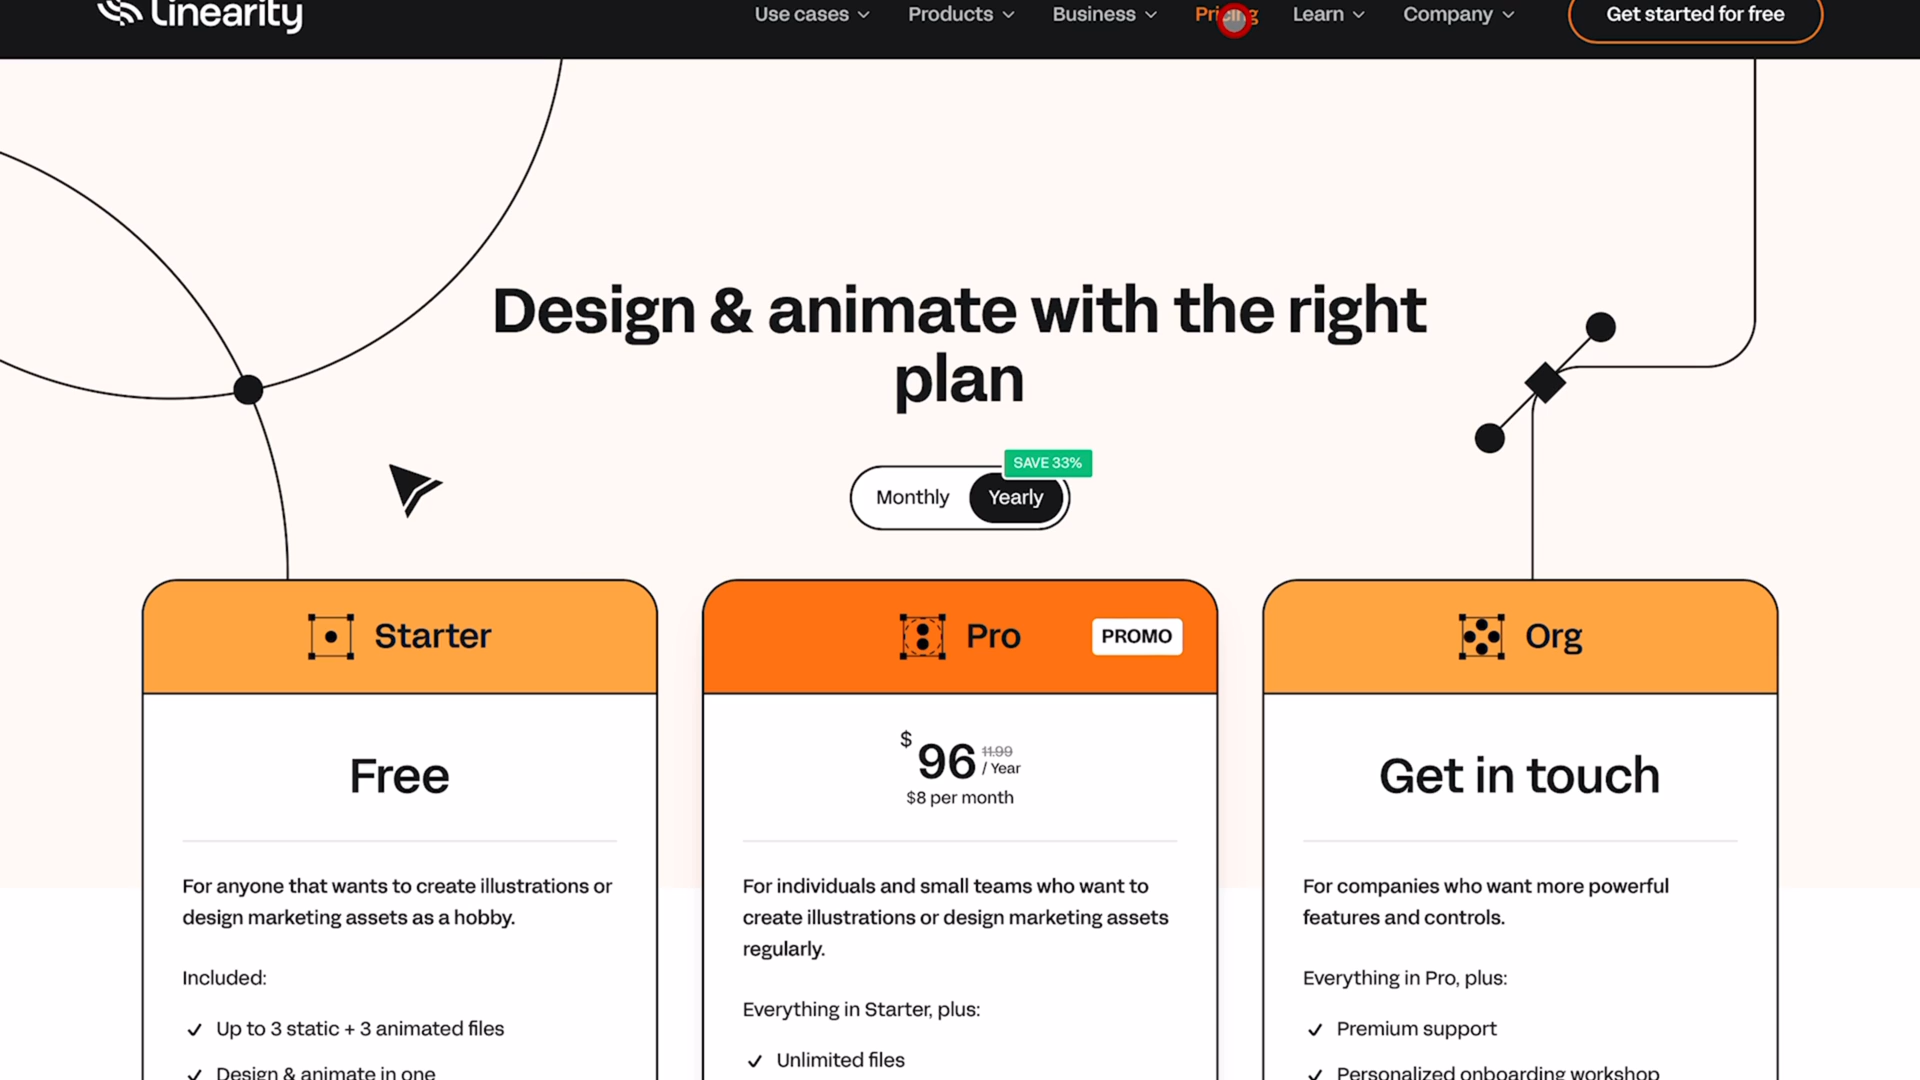 Linearity
Use cases
Products
Business
Pricing
Learn
Company
Get started for free
Design & animate with the right
plan
SAVE 33%
Monthly
Yearly
Starter
Free
For anyone that wants to create illustrations or
design marketing assets as a hobby.
Included:
Up to 3 static + 3 animated files
Design & animate in one
Pro
PROMO
$
96
11.99
/ Year
$8 per month
For individuals and small teams who want to
create illustrations or design marketing assets
regularly.
Everything in Starter, plus:
Unlimited files
Org
Get in touch
For companies who want more powerful
features and controls.
Everything in Pro, plus:
Premium support
Personalized onboarding workshop